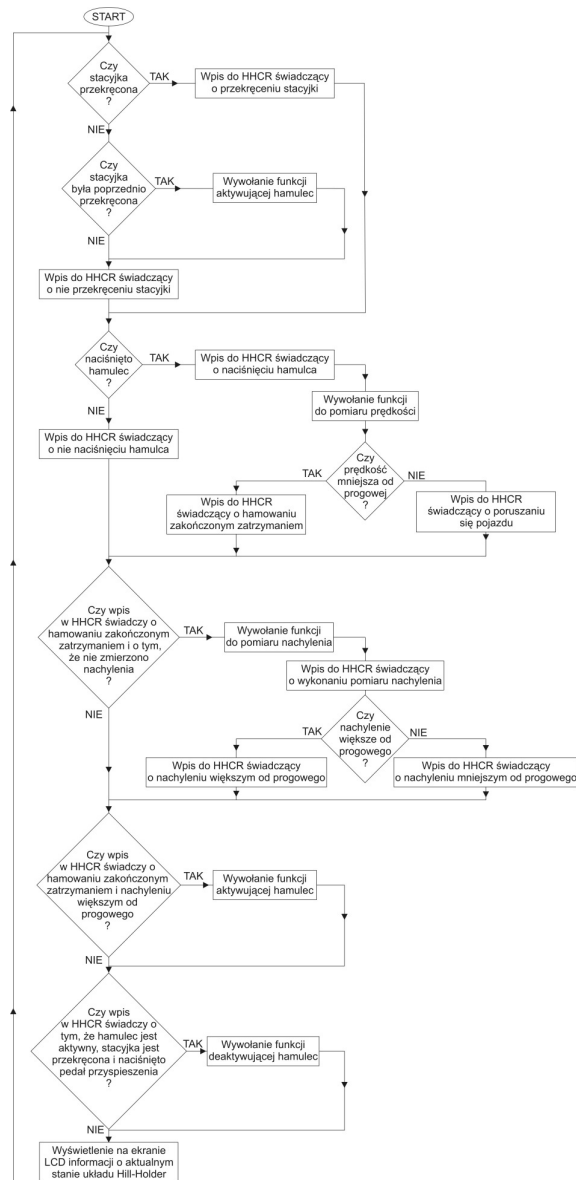 START
Czy
stacyjka
przekręcona
?
TAK
Wpis do HHCR świadczący
o przekręceniu stacyjki
NIE
Czy
stacyjka
była poprzednio
przekręcona
?
TAK
Wywołanie funkcji
aktywującej hamulec
NIE
Wpis do HHCR świadczący
o nie przekręceniu stacyjki
Czy
naciśnięto
hamulec
?
TAK
Wpis do HHCR świadczący
o naciśnięciu hamulca
Wywołanie funkcji
do pomiaru prędkości
NIE
Wpis do HHCR świadczący
o nie naciśnięciu hamulca
Czy
prędkość
mniejsza od
progowej
?
TAK
NIE
Wpis do HHCR
świadczący o hamowaniu
zakończonym zatrzymaniem
Wpis do HHCR
świadczący o poruszaniu
się pojazdu
Czy wpis
w HHCR świadczy o
hamowaniu zakończonym
zatrzymaniem i o tym,
że nie zmierzono
nachylenia
?
TAK
Wywołanie funkcji
do pomiaru nachylenia
Wpis do HHCR świadczący
o wykonaniu pomiaru nachylenia
NIE
Czy
nachylenie
większe od
progowego
?
TAK
NIE
Wpis do HHCR świadczący
o nachyleniu większym od progowego
Wpis do HHCR świadczący
o nachyleniu mniejszym od progowego
Czy wpis
w HHCR świadczy o
hamowaniu zakończonym
zatrzymaniem i nachyleniu
większym od
progowego
?
TAK
Wywołanie funkcji
aktywującej hamulec
NIE
Czy wpis
w HHCR świadczy o
tym, że hamulec jest
aktywny, stacyjka jest
przekręcona i naciśnięto
pedał przyspieszenia
?
TAK
Wywołanie funkcji
deaktywującej hamulec
NIE
Wyświetlenie na ekranie
LCD informacji o aktualnym
stanie układu Hill-Holder